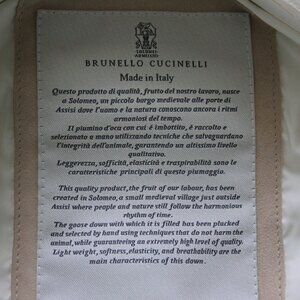 SOLOMEO
BRUNELLO CUCINELLI
Made in Italy
Questo prodotto di qualità, frutto del nostro lavoro, nasce
a Solomeo, un piccolo borgo medievale alle porte di
Assisi dove l'uomo e la natura conoscono ancora i ritmi
armoniosi del tempo.
Il piumino d'oca con cui è imbottito, è raccolto e
selezionato a mano utilizzando tecniche che salvaguardano
l'integrità dell'animale, garantendo un altissimo livello
qualitativo.
Leggerezza, sofficità, elasticità e traspirabilità sono le
caratteristiche principali di questo piumaggio.
This quality product, the fruit of our labour, has been
created in Solomeo, a small medieval village just outside
Assisi where people and nature still follow the harmonious
rhythm of time.
The goose down with which it is filled has been plucked
and selected by hand using techniques that do not harm the
animal, while guaranteeing an extremely high level of quality.
Light weight, softness, elasticity, and breathability are the
main characteristics of this down.